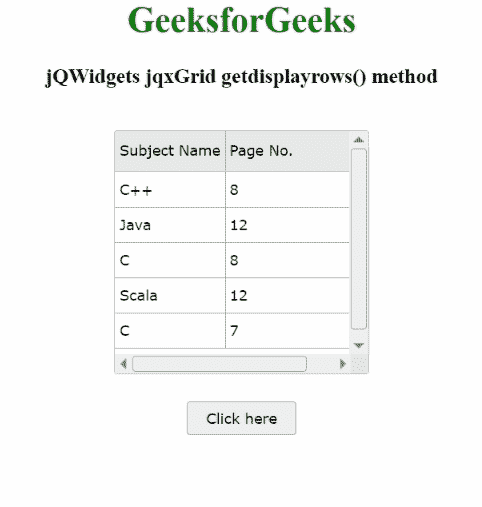 GeeksforGeeks
jQWidgets jqxGrid getdisplayrows() method
Subject Name Page No.
C++ 8
Java 12
C 8
Scala 12
C 7
Click here